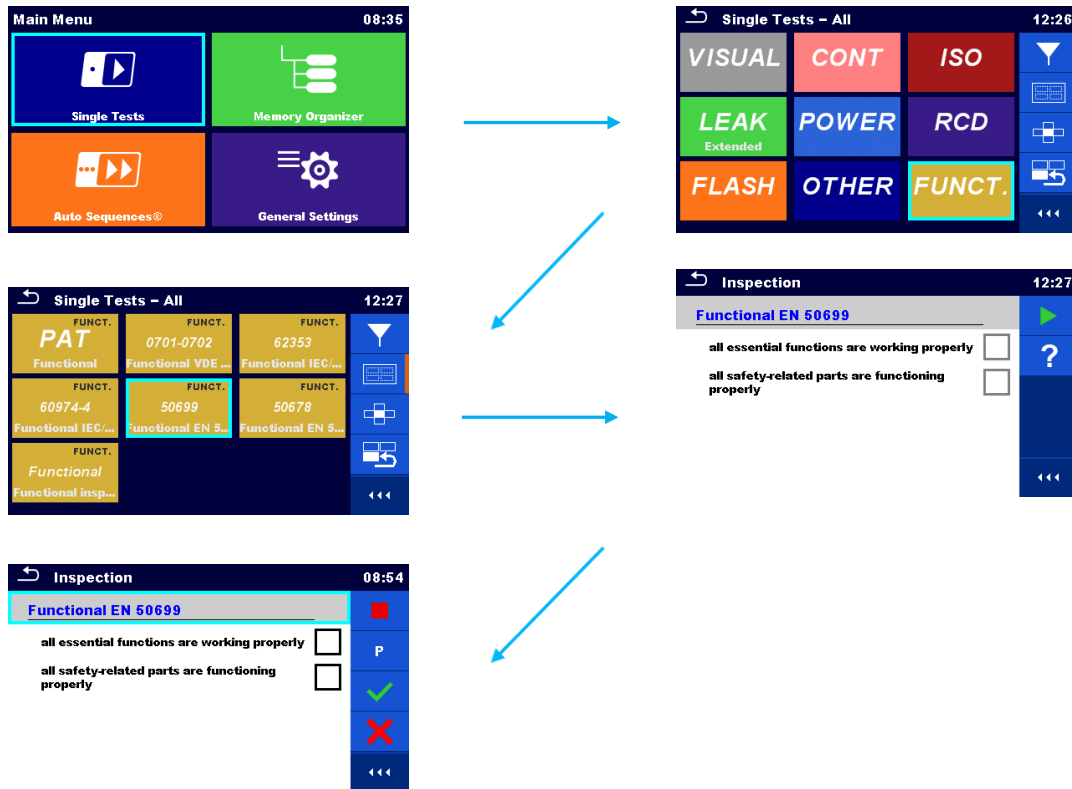 Main Menu 08:35
Single Tests
Memory Organizer
Auto Sequences®
General Settings
Single Tests – All 12:26
VISUAL CONT ISO
LEAK POWER RCD
Extended
FLASH OTHER FUNCT.
Single Tests – All 12:27
FUNCT. FUNCT. FUNCT.
PAT 0701-0702 62353
Functional Functional VDE ... Functional IEC/...
FUNCT. FUNCT. FUNCT.
60974-4 50699 50678
Functional IEC/... Functional EN 5... Functional EN 5...
FUNCT.
Functional
Functional insp...
Inspection 12:27
Functional EN 50699
all essential functions are working properly
all safety-related parts are functioning
properly
?
Inspection 08:54
Functional EN 50699
all essential functions are working properly
P
all safety-related parts are functioning
properly